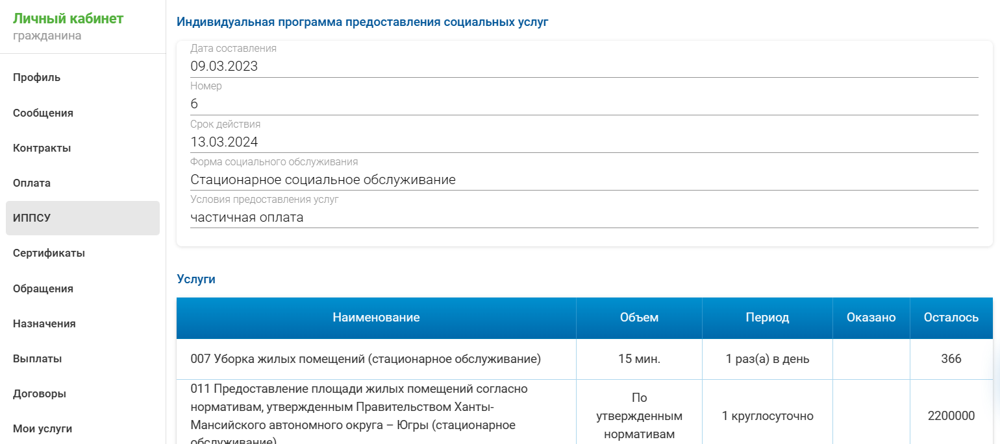 Личный кабинет
гражданина
Профиль
Сообщения
Контракты
Оплата
ИППСУ
Сертификаты
Обращения
Назначения
Выплаты
Договоры
Мои услуги
Индивидуальная программа предоставления социальных услуг
Дата составления
09.03.2023
Номер
6
Срок действия
13.03.2024
Форма социального обслуживания
Стационарное социальное обслуживание
Условия предоставления услуг
частичная оплата
Услуги
Наименование Объем Период Оказано Осталось
007 Уборка жилых помещений (стационарное обслуживание) 15 мин. 1 раз(а) в день 366
011 Предоставление площади жилых помещений согласно
нормативам, утвержденным Правительством Ханты-
Мансийского автономного округа – Югры (стационарное
обслуживание)
По
утвержденным
нормативам
1 круглосуточно
2200000